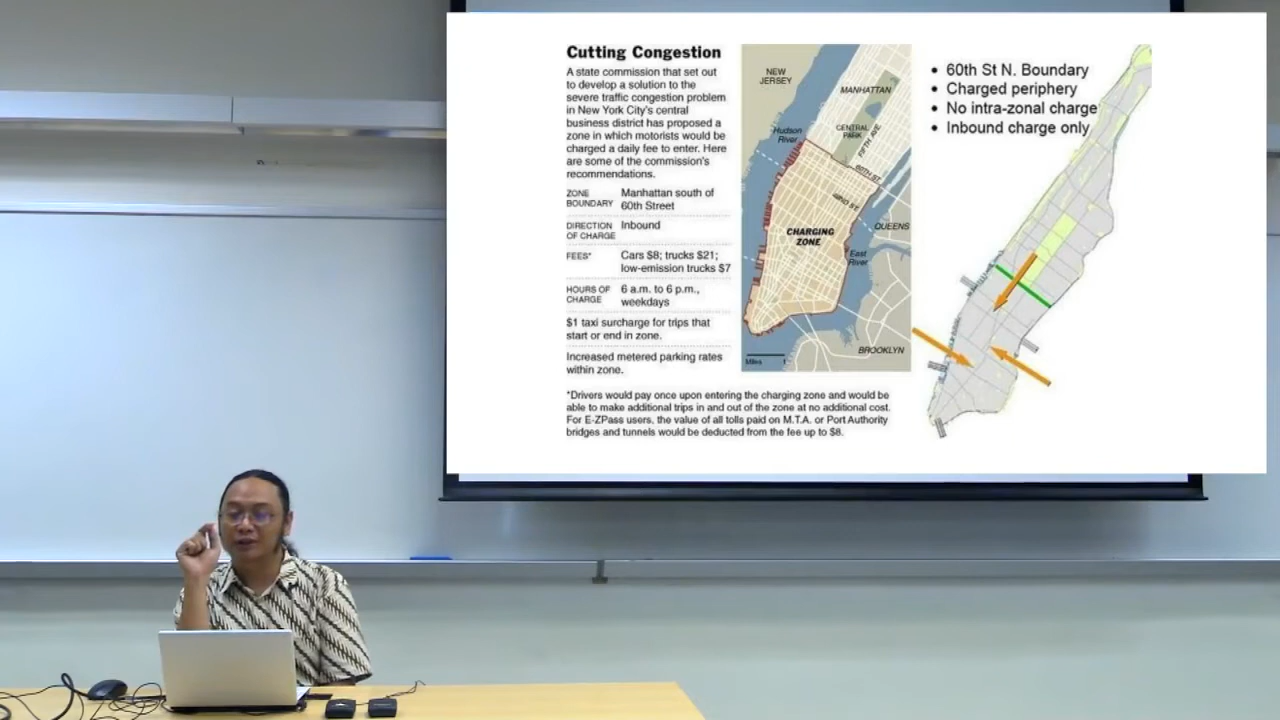 Cutting Congestion
A state commission that set out
to develop a solution to the
severe traffic congestion problem
in New York City's central
business district has proposed a
zone in which motorists would be
charged a daily fee to enter. Here
are some of the commission's
recommendations.
ZONE BOUNDARY
Manhattan south of
60th Street
DIRECTION OF CHARGE
Inbound
FEES*
Cars $8; trucks $21;
low-emission trucks $7
HOURS OF CHARGE
6 a.m. to 6 p.m.,
weekdays
$1 taxi surcharge for trips that
start or end in zone.
Increased metered parking rates
within zone.
*Drivers would pay once upon entering the charging zone and would be
able to make additional trips in and out of the zone at no additional cost.
For E-ZPass users, the value of all tolls paid on M.T.A. or Port Authority
bridges and tunnels would be deducted from the fee up to $8.
NEW
JERSEY
MANHATTAN
CENTRAL
PARK
FIFTH AVE.
Hudson
River
60TH ST.
42ND ST.
QUEENS
CHARGING
ZONE
East
River
BROOKLYN
Miles 1
• 60th St N. Boundary
• Charged periphery
• No intra-zonal charge
• Inbound charge only